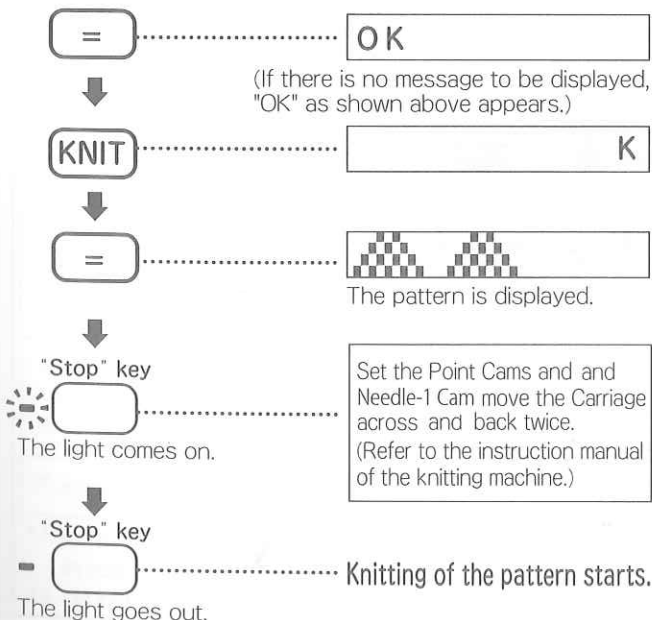 =
OK
(If there is no message to be displayed,
"OK" as shown above appears.)
KNIT
K
=
The pattern is displayed.
"Stop" key
The light comes on.
Set the Point Cams and and
Needle-1 Cam move the Carriage
across and back twice.
(Refer to the instruction manual
of the knitting machine.)
"Stop" key
Knitting of the pattern starts.
The light goes out.